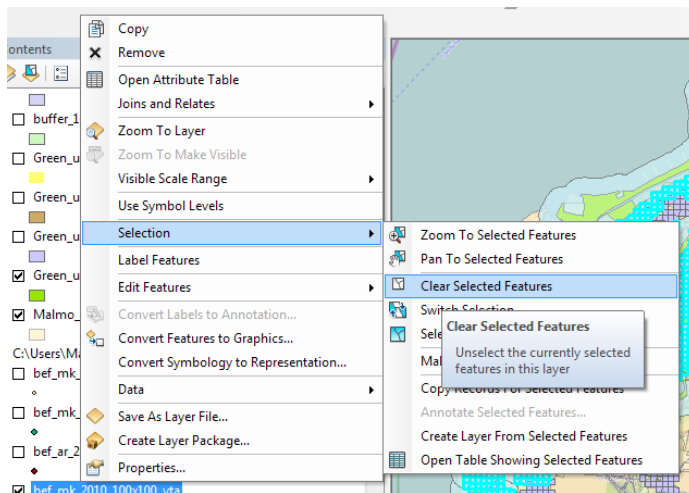 Copy
ontents
Remove
Open Attribute Table
Joins and Relates
buffer_1
Zoom To Layer
Green_u
Zoom To Make Visible
Visible Scale Range
Green_u
Use Symbol Levels
Green_u
Selection
Zoom To Selected Features
Label Features
Pan To Selected Features
Green_u
Edit Features
Clear Selected Features
Malmo_
Convert Labels to Annotation...
Switch Selection
Convert Features to Graphics...
Sele
Clear Selected Features
C:\Users\Ma
Convert Symbology to Representation...
Mak
Unselect the currently selected
features in this layer
bef_mk_
Data
Copy Records For Selected Features
bef_mk_
Save As Layer File...
Annotate Selected Features...
Create Layer Package...
Create Layer From Selected Features
bef_ar_2
Properties...
Open Table Showing Selected Features
bef_mk_2010_100x100_yta